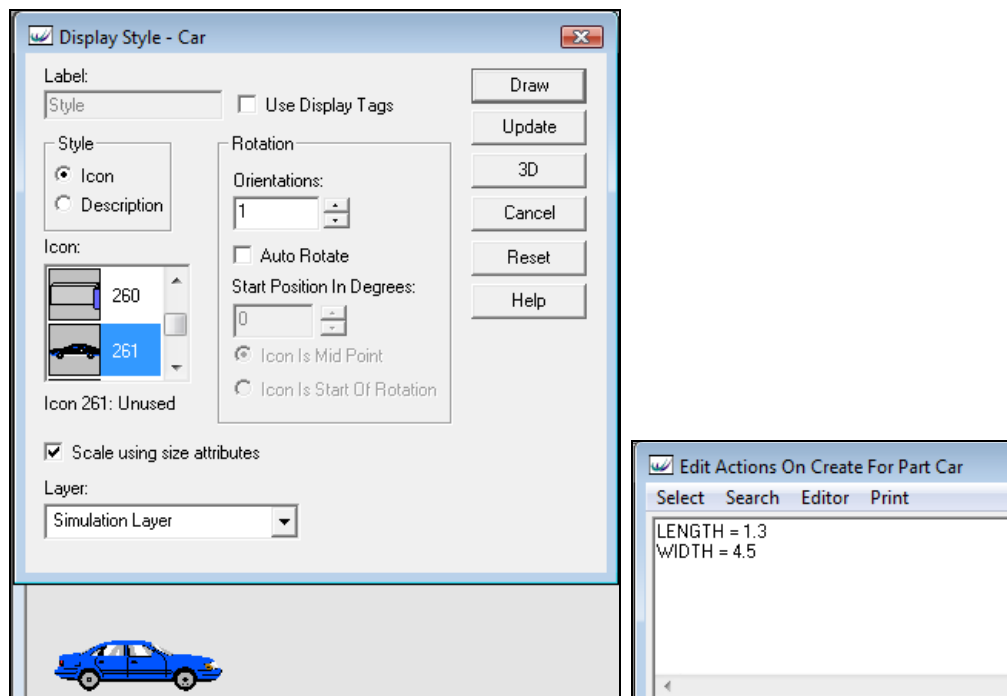 Display Style - Car
Label:
Style
Use Display Tags
Draw
Update
3D
Cancel
Reset
Help
Style
Icon
Description
Rotation
Orientations:
1
Auto Rotate
Start Position In Degrees:
0
Icon Is Mid Point
Icon Is Start Of Rotation
Icon:
260
261
Icon 261: Unused
Scale using size attributes
Layer:
Simulation Layer
Edit Actions On Create For Part Car
Select Search Editor Print
LENGTH = 1.3
WIDTH = 4.5